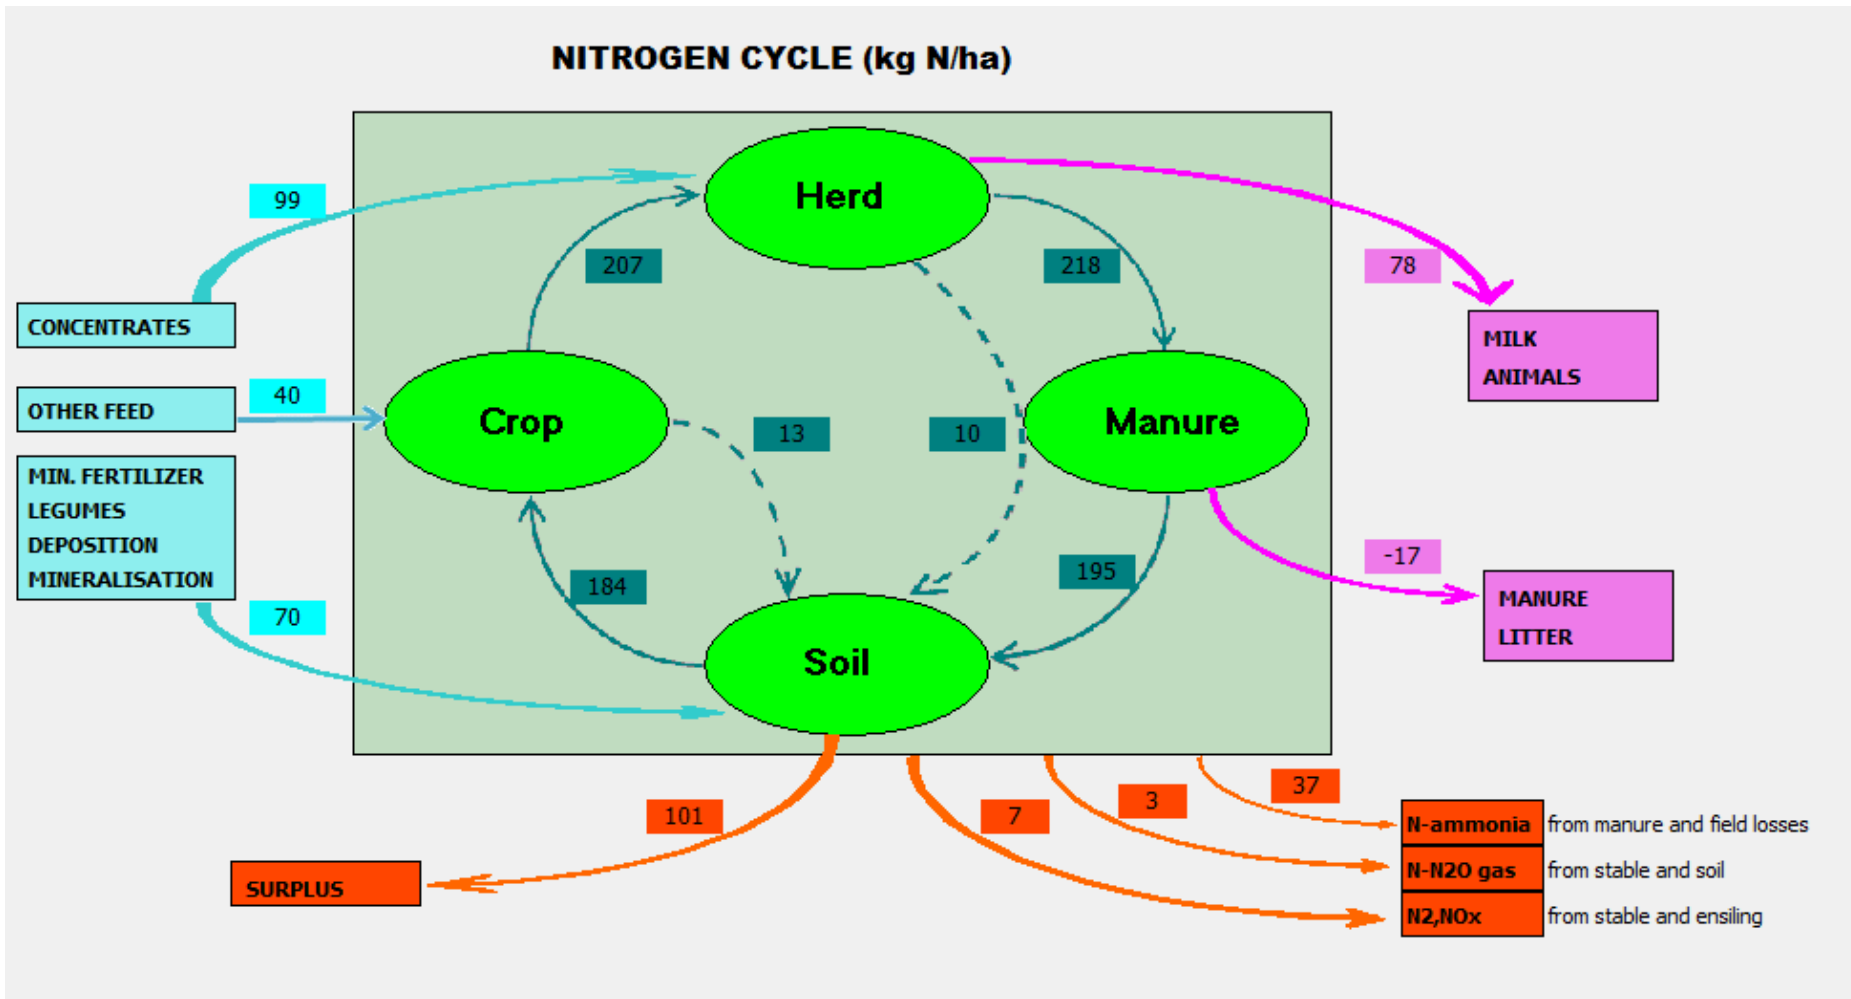 NITROGEN CYCLE (kg N/ha)
Herd
99
207
218
78
CONCENTRATES
MILK
ANIMALS
OTHER FEED
40
Crop
13
10
Manure
MIN. FERTILIZER
LEGUMES
DEPOSITION
MINERALISATION
184
195
-17
MANURE
LITTER
70
Soil
101
7
3
37
SURPLUS
N-ammonia from manure and field losses
N-N2O gas from stable and soil
N2,NOx from stable and ensiling